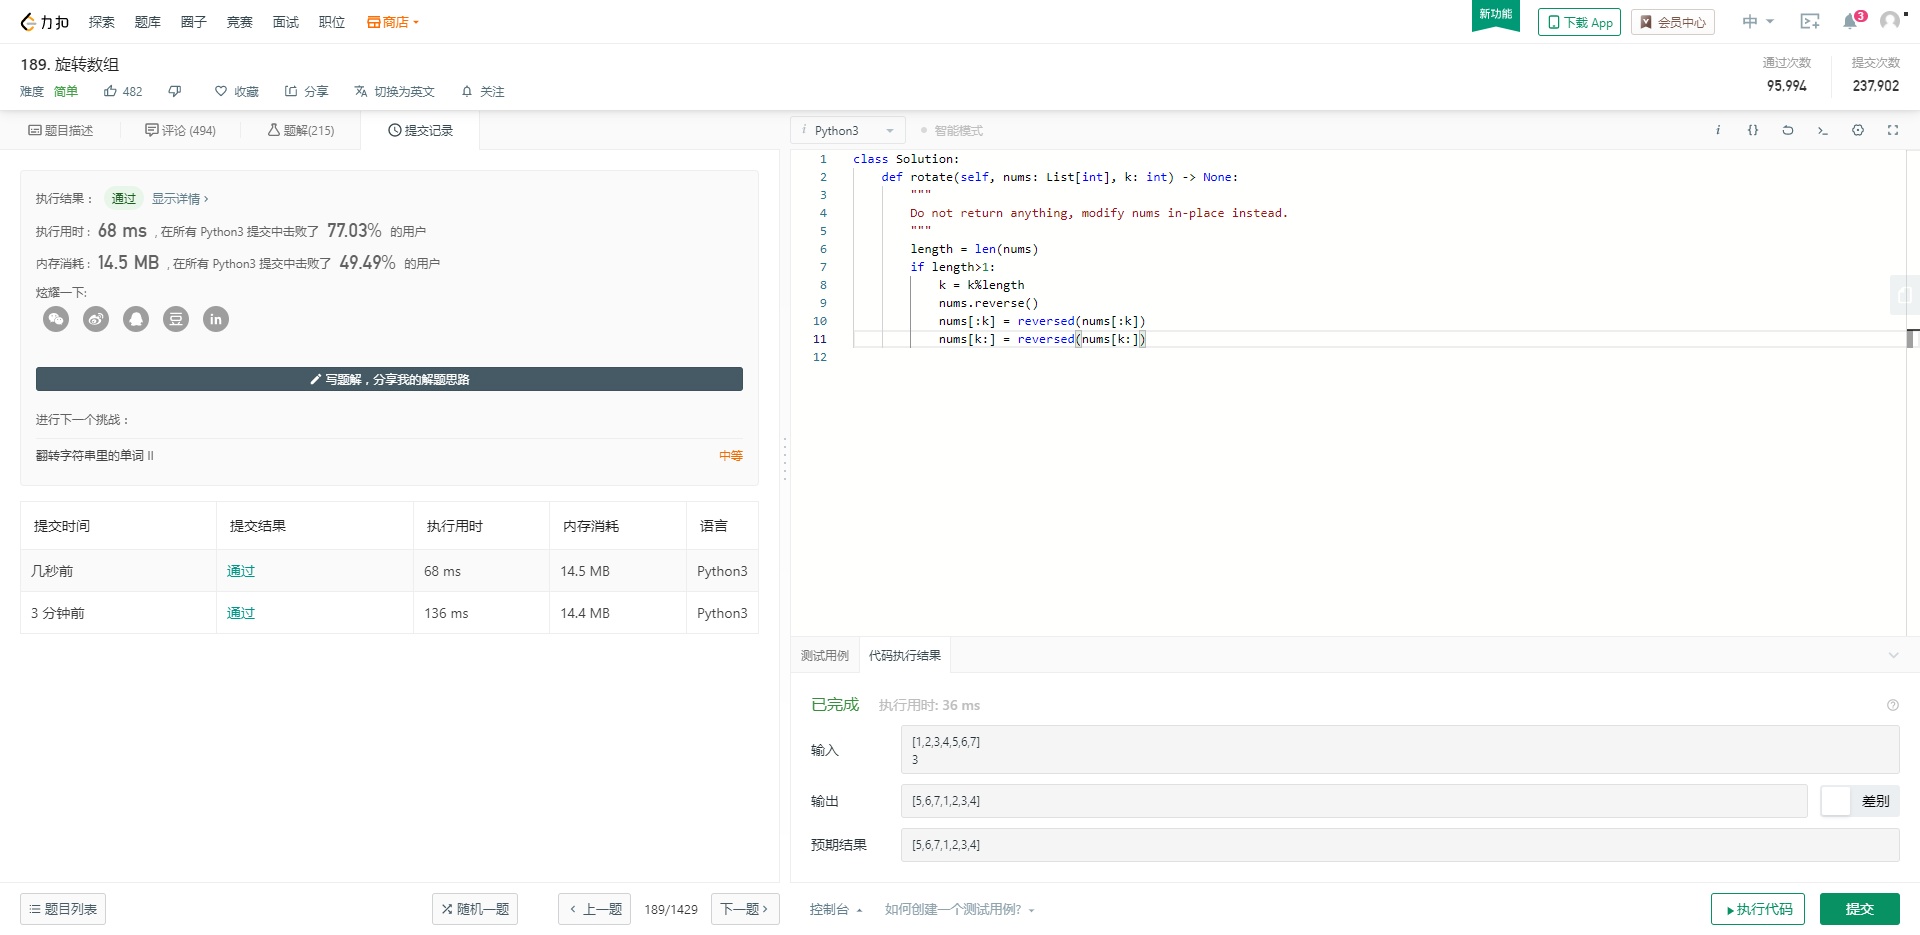 力扣 探索 题库 圈子 竞赛 面试 职位 商店 新功能 下载 App 会员中心 中 3
189. 旋转数组
难度 简单 482 收藏 分享 切换为英文 关注
通过次数 提交次数
95,994 237,902
题目描述 评论 (494) 题解(215) 提交记录
执行结果： 通过 显示详情 ›
执行用时 : 68 ms , 在所有 Python3 提交中击败了 77.03% 的用户
内存消耗 : 14.5 MB , 在所有 Python3 提交中击败了 49.49% 的用户
炫耀一下:
豆 in
写题解，分享我的解题思路
进行下一个挑战：
翻转字符串里的单词 II 中等
提交时间 提交结果 执行用时 内存消耗 语言
几秒前 通过 68 ms 14.5 MB Python3
3 分钟前 通过 136 ms 14.4 MB Python3
题目列表 随机一题 ‹ 上一题 189/1429 下一题 ›
i Python3 智能模式 i {} >_
1 class Solution:
2 def rotate(self, nums: List[int], k: int) -> None:
3 """
4 Do not return anything, modify nums in-place instead.
5 """
6 length = len(nums)
7 if length>1:
8 k = k%length
9 nums.reverse()
10 nums[:k] = reversed(nums[:k])
11 nums[k:] = reversed(nums[k:])
12
测试用例 代码执行结果
已完成 执行用时: 36 ms ?
输入 [1,2,3,4,5,6,7]
3
输出 [5,6,7,1,2,3,4] 差别
预期结果 [5,6,7,1,2,3,4]
控制台 如何创建一个测试用例? 执行代码 提交